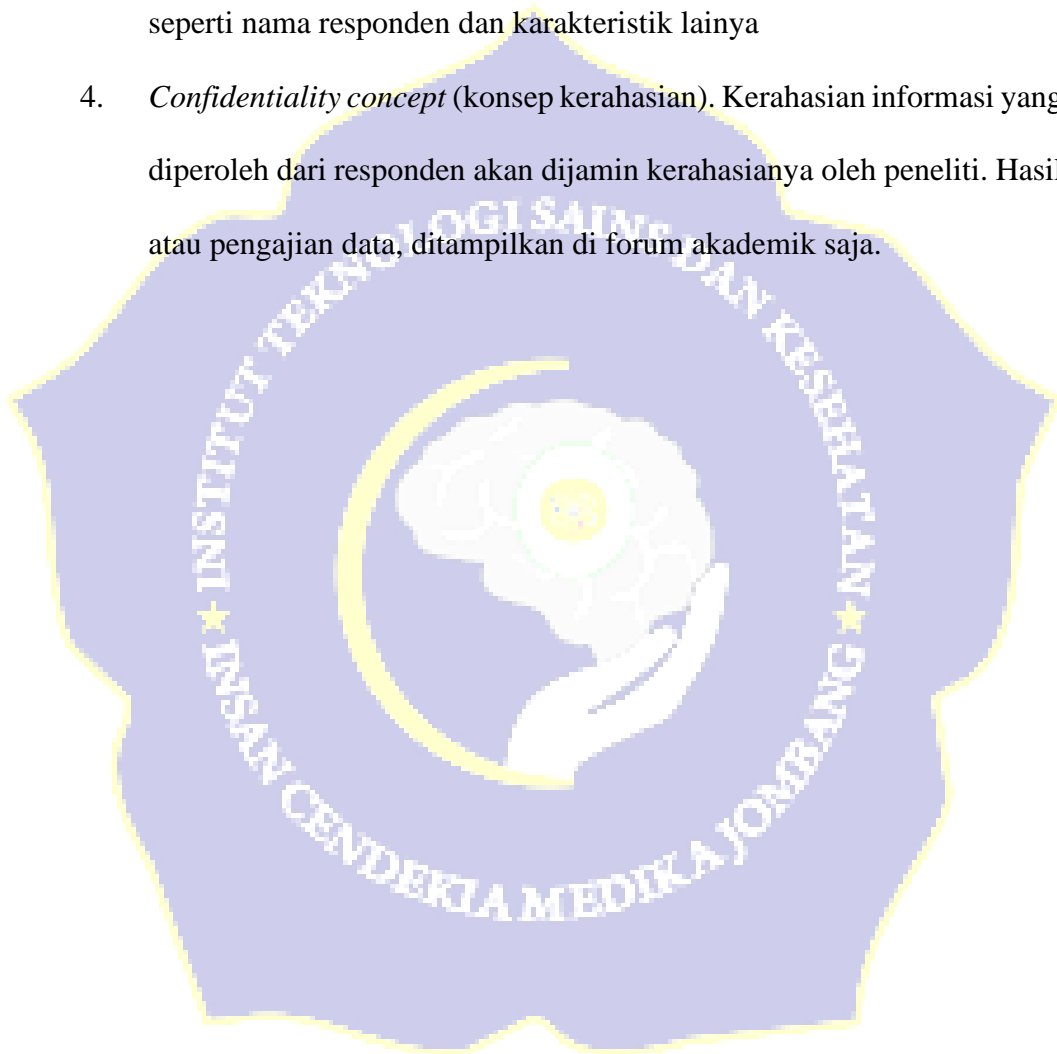 seperti nama responden dan karakteristik lainya
4. Confidentiality concept (konsep kerahasian). Kerahasian informasi yang
diperoleh dari responden akan dijamin kerahasianya oleh peneliti. Hasil
atau pengajian data, ditampilkan di forum akademik saja.
INSTITUT TEKNOLOGI SAINS DAN KESEHATAN
INSAN CENDEKIA MEDIKA JOMBANG